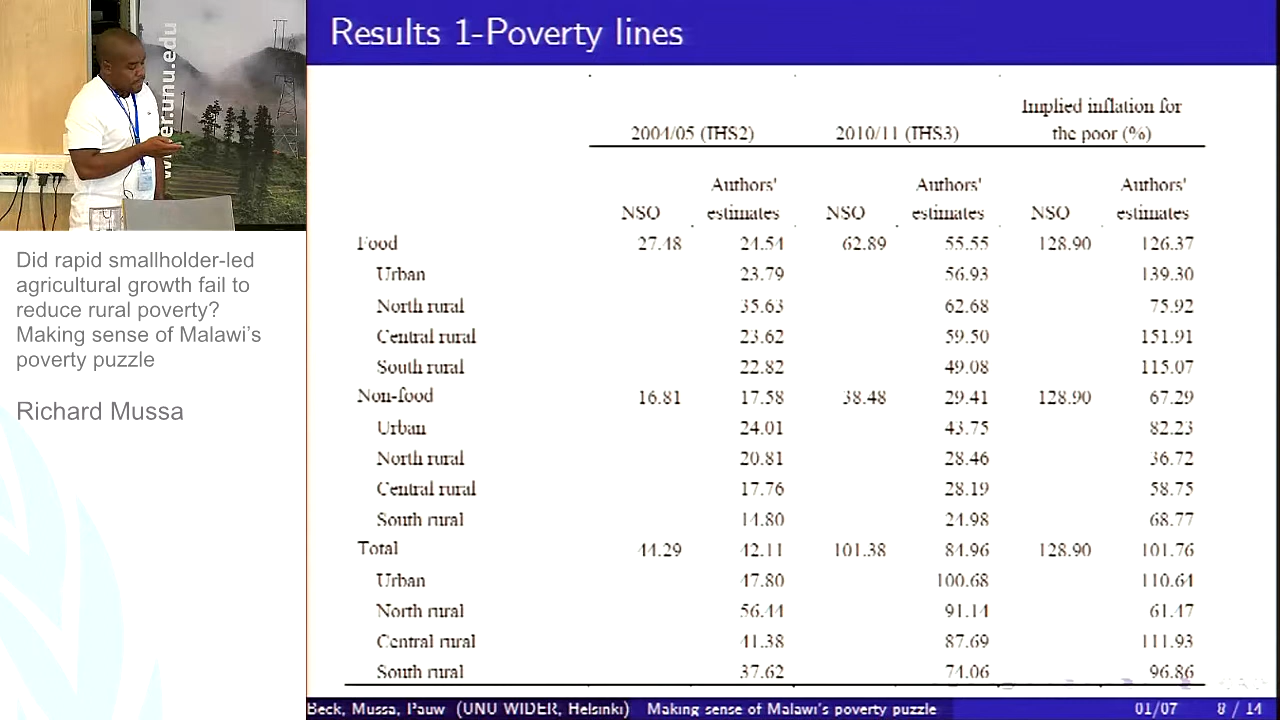 Results 1-Poverty lines
wider.unu.edu
Did rapid smallholder-led
agricultural growth fail to
reduce rural poverty?
Making sense of Malawi's
poverty puzzle
Richard Mussa
Implied inflation for
2004/05 (IHS2) 2010/11 (IHS3) the poor (%)
Authors' Authors' Authors'
NSO estimates NSO estimates NSO estimates
Food 27.48 24.54 62.89 55.55 128.90 126.37
Urban 23.79 56.93 139.30
North rural 35.63 62.68 75.92
Central rural 23.62 59.50 151.91
South rural 22.82 49.08 115.07
Non-food 16.81 17.58 38.48 29.41 128.90 67.29
Urban 24.01 43.75 82.23
North rural 20.81 28.46 36.72
Central rural 17.76 28.19 58.75
South rural 14.80 24.98 68.77
Total 44.29 42.11 101.38 84.96 128.90 101.76
Urban 47.80 100.68 110.64
North rural 56.44 91.14 61.47
Central rural 41.38 87.69 111.93
South rural 37.62 74.06 96.86
Beck, Mussa, Pauw (UNU WIDER, Helsinki) Making sense of Malawi's poverty puzzle 01/07 8 / 14